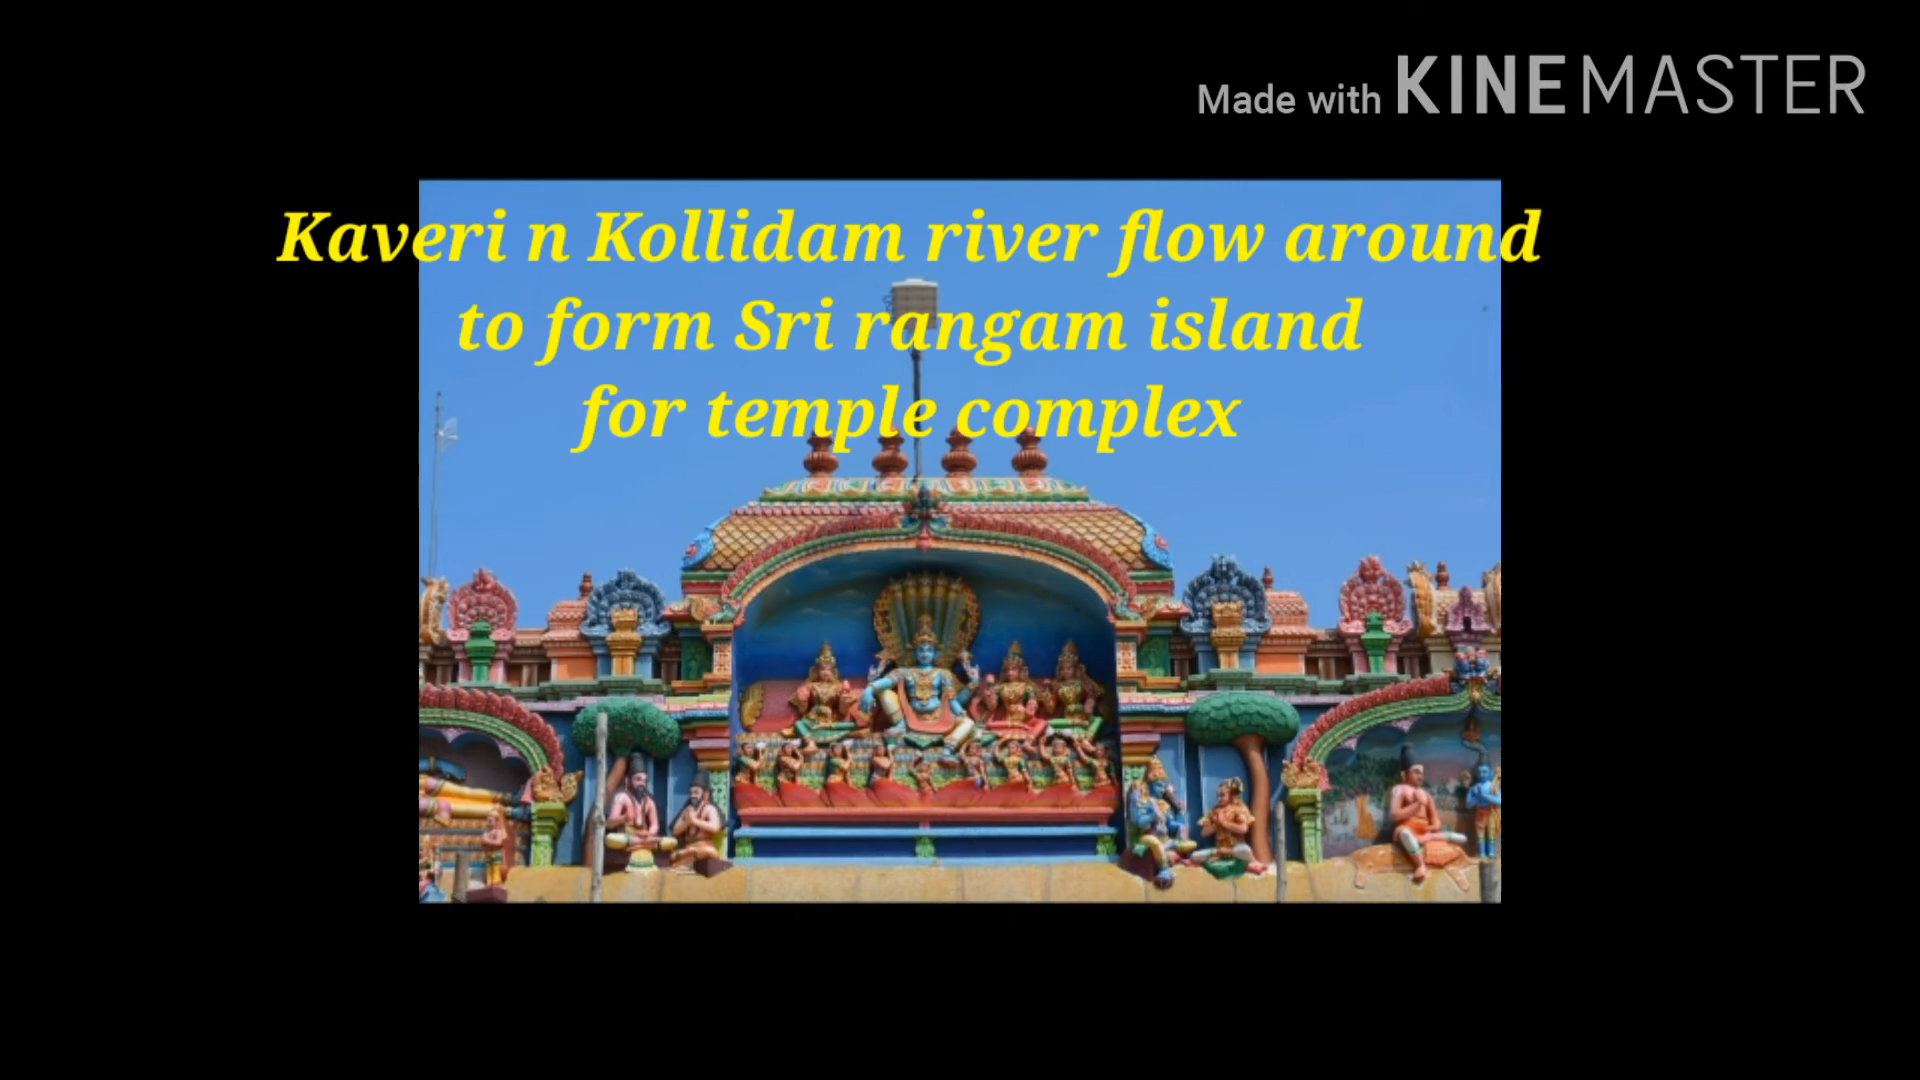 Made with KINEMASTER
Kaveri n Kollidam river flow around
to form Sri rangam island
for temple complex